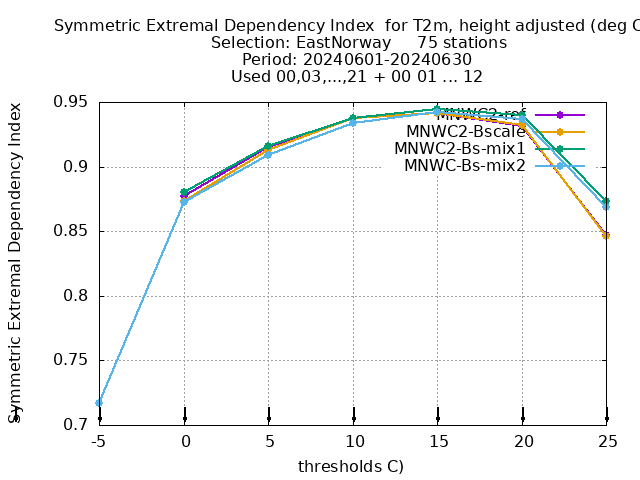 Symmetric Extremal Dependency Index for T2m, height adjusted (deg
Selection: EastNorway 75 stations
Period: 20240601-20240630
Used 00,03,...,21 + 00 01 ... 12
Symmetric Extremal Dependency Index
0.95
0.9
0.85
0.8
0.75
0.7
MNWC2-ref
MNWC2-Bscale
MNWC2-Bs-mix1
MNWC-Bs-mix2
-5 0 5 10 15 20 25
thresholds C)